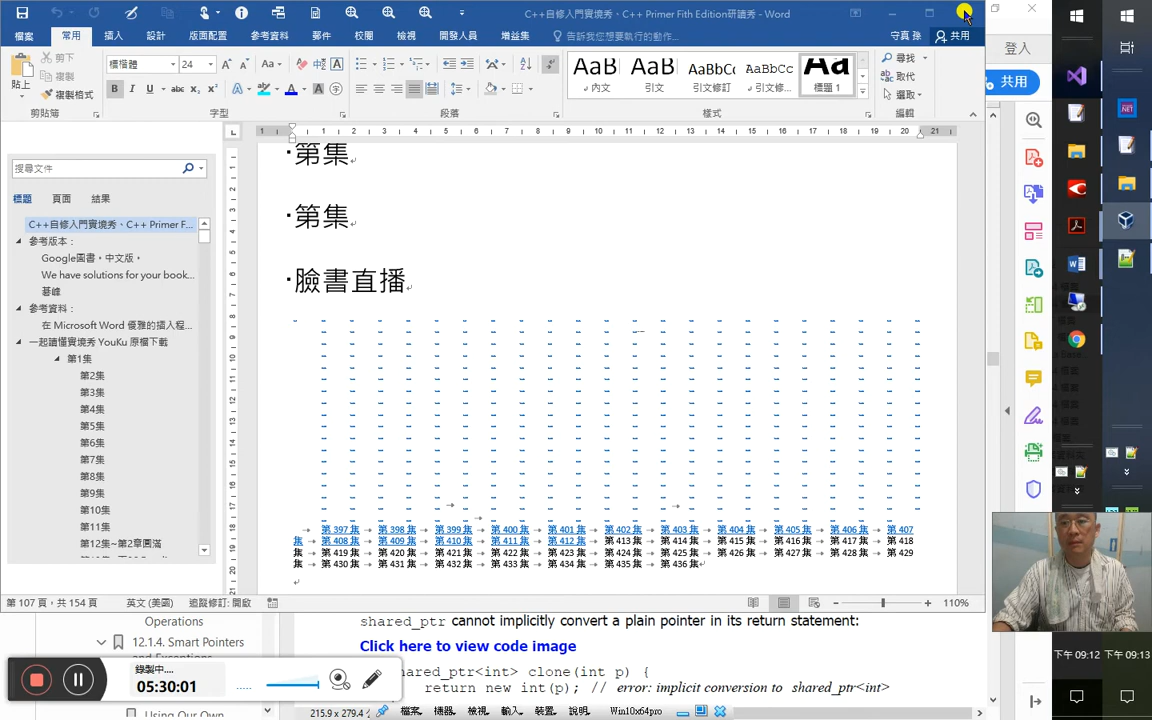 C++自修入門實境秀、C++ Primer Fith Edition研讀秀 - Word
檔案 常用 插入 設計 版面配置 參考資料 郵件 校閱 檢視 開發人員 增益集 告訴我您想要執行的動作... 守真 孫 共用
登入
共用
貼上 剪下 複製 複製格式
標楷體 24
AaB AaB AaBbC AaBbCcD Aa
內文 引文 引文修訂 引文修... 標題 1
尋找 取代 選取
剪貼簿 字型 段落 樣式 編輯
搜尋文件
標題 頁面 結果
C++自修入門實境秀、C++ Primer F...
參考版本：
Google圖書，中文版，
We have solutions for your book...
碁峰
參考資料：
在 Microsoft Word 優雅的插入程...
一起讀懂實境秀 YouKu 原檔下載
第1集
第2集
第3集
第4集
第5集
第6集
第7集
第8集
第9集
第10集
第11集
第12集~第2章圓滿
第集
第集
臉書直播
第 397 集 第 398 集 第 399 集 第 400 集 第 401 集 第 402 集 第 403 集 第 404 集 第 405 集 第 406 集 第 407
集 第 408 集 第 409 集 第 410 集 第 411 集 第 412 集 第 413 集 第 414 集 第 415 集 第 416 集 第 417 集 第 418
集 第 419 集 第 420 集 第 421 集 第 422 集 第 423 集 第 424 集 第 425 集 第 426 集 第 427 集 第 428 集 第 429
集 第 430 集 第 431 集 第 432 集 第 433 集 第 434 集 第 435 集 第 436 集
第 107 頁，共 154 頁 英文 (美國) 追蹤修訂: 開啟 110%
Operations
12.1.4. Smart Pointers
and Exceptions
Using Our Own
shared_ptr cannot implicitly convert a plain pointer in its return statement:
Click here to view code image
shared_ptr<int> clone(int p) {
return new int(p); // error: implicit conversion to shared_ptr<int>
錄製中....
05:30:01
215.9 x 279.4
檔案, 機器, 檢視, 輸入, 裝置, 說明, Win10x64pro
下午 09:12 下午 09:13